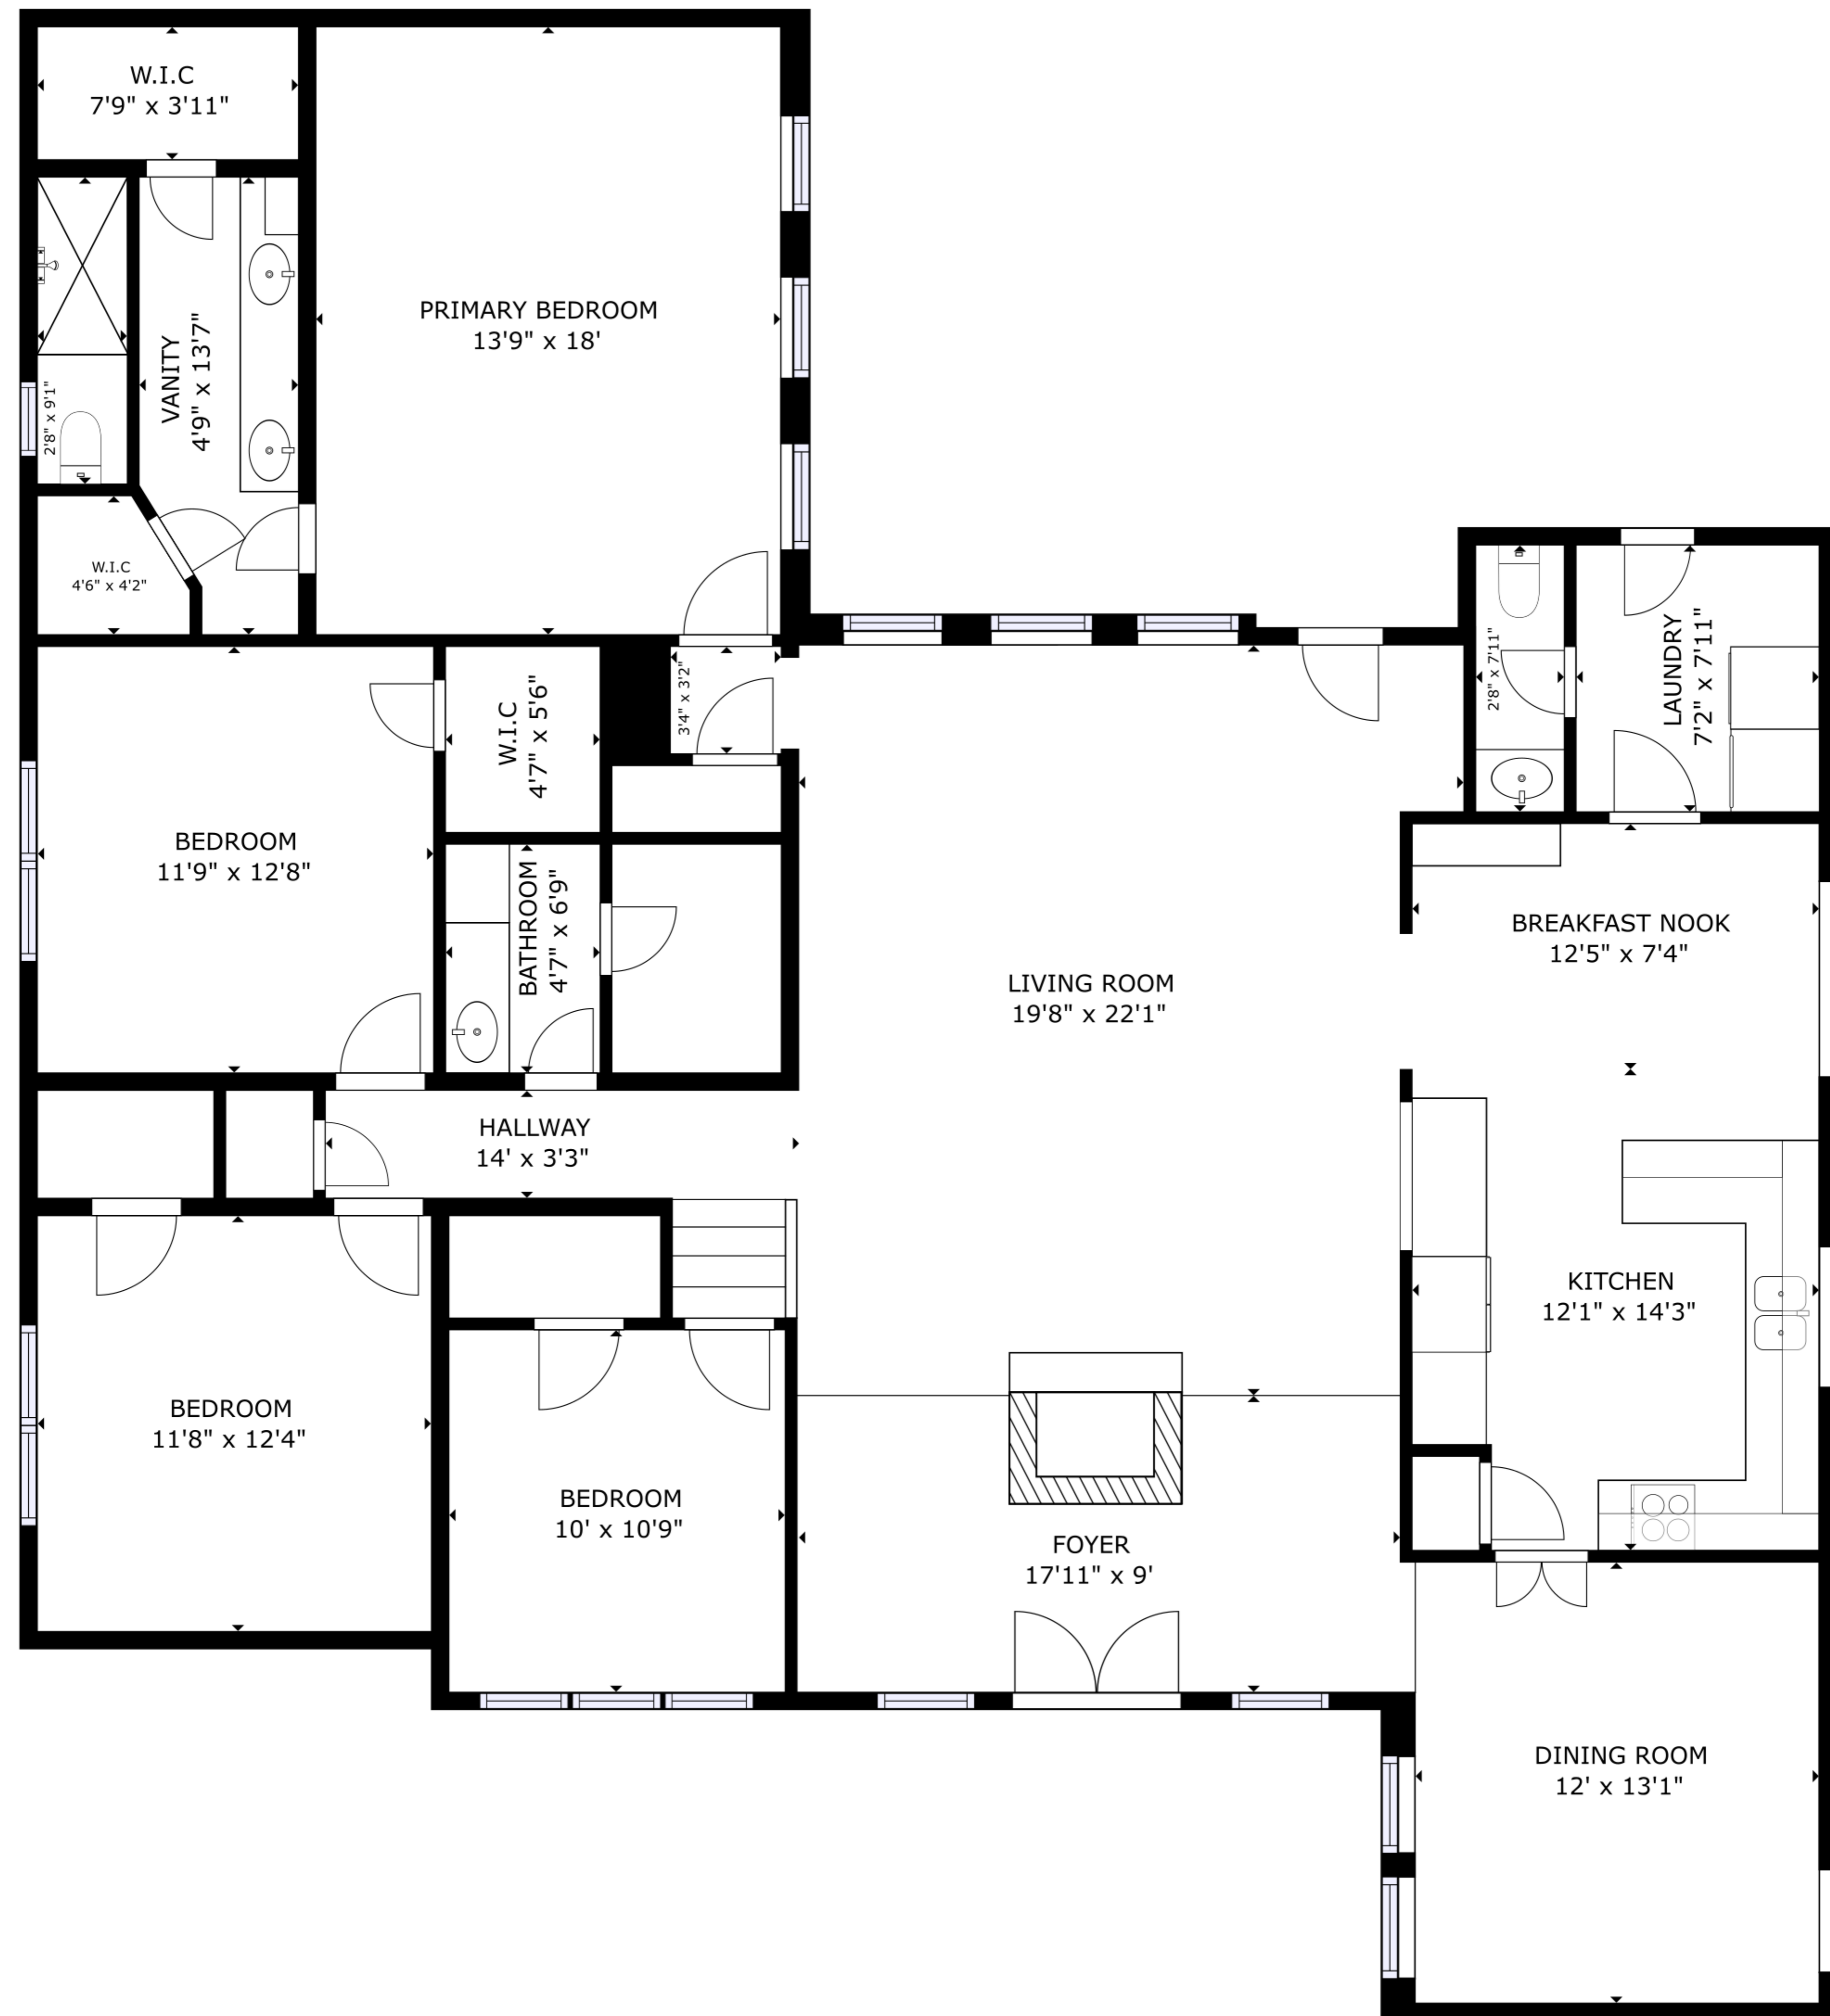 W.I.C
7'9" x 3'11"
PRIMARY BEDROOM
13'9" x 18'
VANITY
4'9" x 13'7"
2'8" x 9'1"
W.I.C
4'6" x 4'2"
W.I.C
4'7" x 5'6"
3'4" x 3'2"
2'8" x 7'11"
LAUNDRY
7'2" x 7'11"
BEDROOM
11'9" x 12'8"
BATHROOM
4'7" x 6'9"
LIVING ROOM
19'8" x 22'1"
BREAKFAST NOOK
12'5" x 7'4"
HALLWAY
14' x 3'3"
KITCHEN
12'1" x 14'3"
BEDROOM
11'8" x 12'4"
BEDROOM
10' x 10'9"
FOYER
17'11" x 9'
DINING ROOM
12' x 13'1"